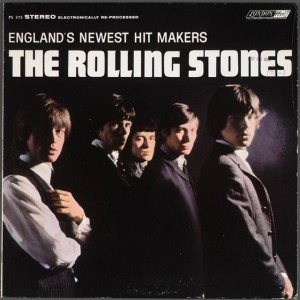 PS 375 STEREO ELECTRONICALLY RE-PROCESSED
LONDON
ENGLAND'S NEWEST HIT MAKERS
THE ROLLING STONES